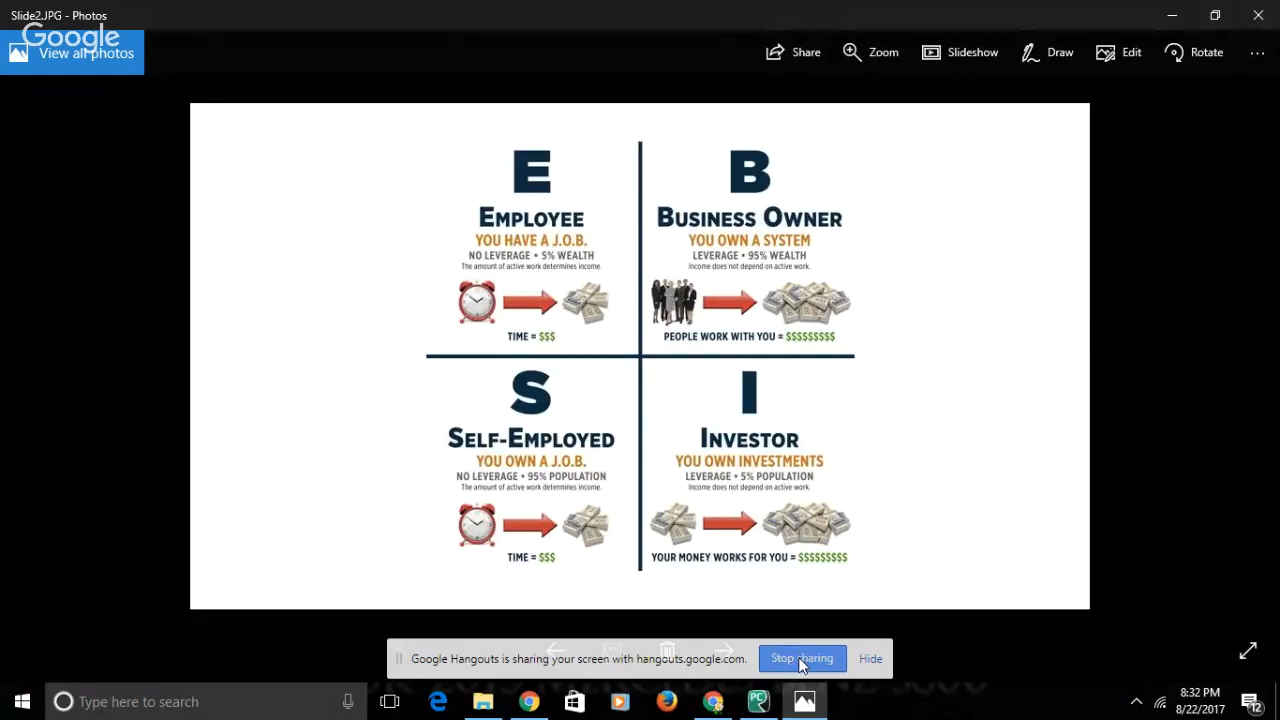 Slide2.JPG - Photos
Google
View all photos
Share
Zoom
Slideshow
Draw
Edit
Rotate
E
EMPLOYEE
YOU HAVE A J.O.B.
NO LEVERAGE • 5% WEALTH
The amount of active work determines income.
TIME = $$$
B
BUSINESS OWNER
YOU OWN A SYSTEM
LEVERAGE • 95% WEALTH
Income does not depend on active work.
PEOPLE WORK WITH YOU = $$$$$$$$$
S
SELF-EMPLOYED
YOU OWN A J.O.B.
NO LEVERAGE • 95% POPULATION
The amount of active work determines income.
TIME = $$$
I
INVESTOR
YOU OWN INVESTMENTS
LEVERAGE • 5% POPULATION
Income does not depend on active work.
YOUR MONEY WORKS FOR YOU = $$$$$$$$$
Google Hangouts is sharing your screen with hangouts.google.com.
Stop sharing
Hide
Type here to search
8:32 PM
8/22/2017
12